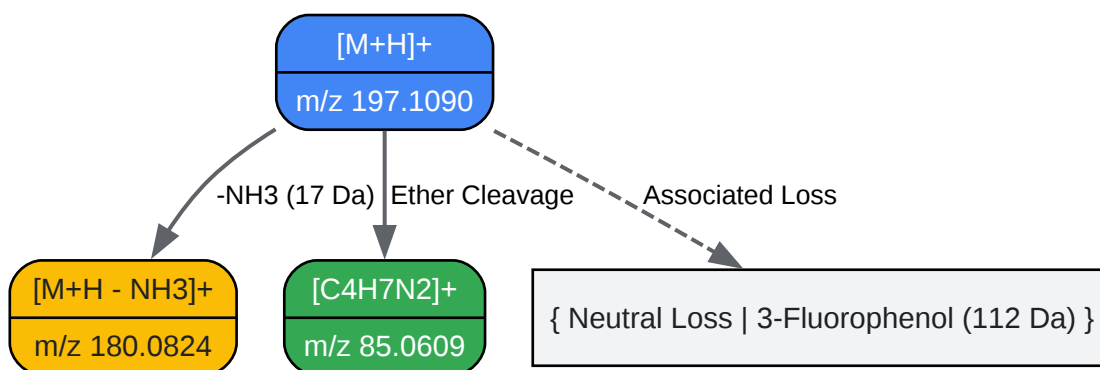 [M+H]+
m/z 197.1090
-NH3 (17 Da)
Ether Cleavage
Associated Loss
[M+H - NH3]+
m/z 180.0824
[C4H7N2]+
m/z 85.0609
{ Neutral Loss | 3-Fluorophenol (112 Da) }